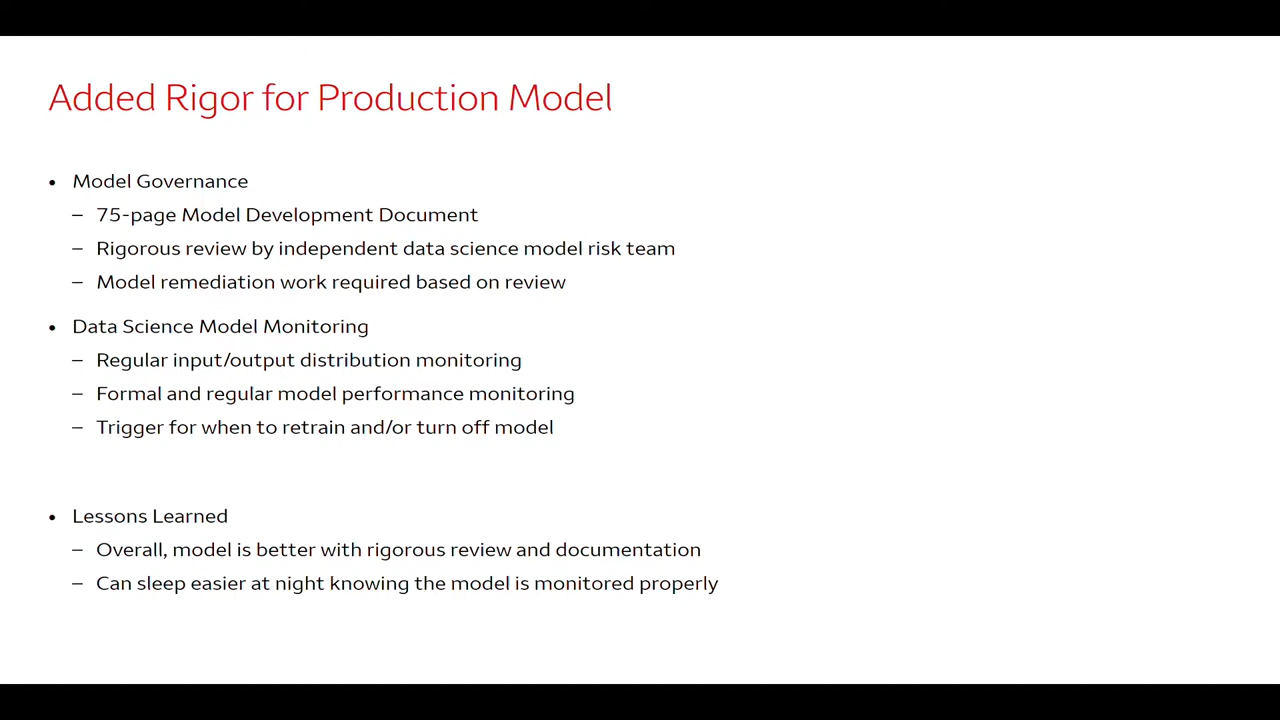 Added Rigor for Production Model
• Model Governance
– 75-page Model Development Document
– Rigorous review by independent data science model risk team
– Model remediation work required based on review
• Data Science Model Monitoring
– Regular input/output distribution monitoring
– Formal and regular model performance monitoring
– Trigger for when to retrain and/or turn off model
• Lessons Learned
– Overall, model is better with rigorous review and documentation
– Can sleep easier at night knowing the model is monitored properly